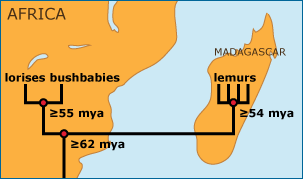 AFRICA
MADAGASCAR
lorises bushbabies
lemurs
≥55 mya
≥54 mya
≥62 mya